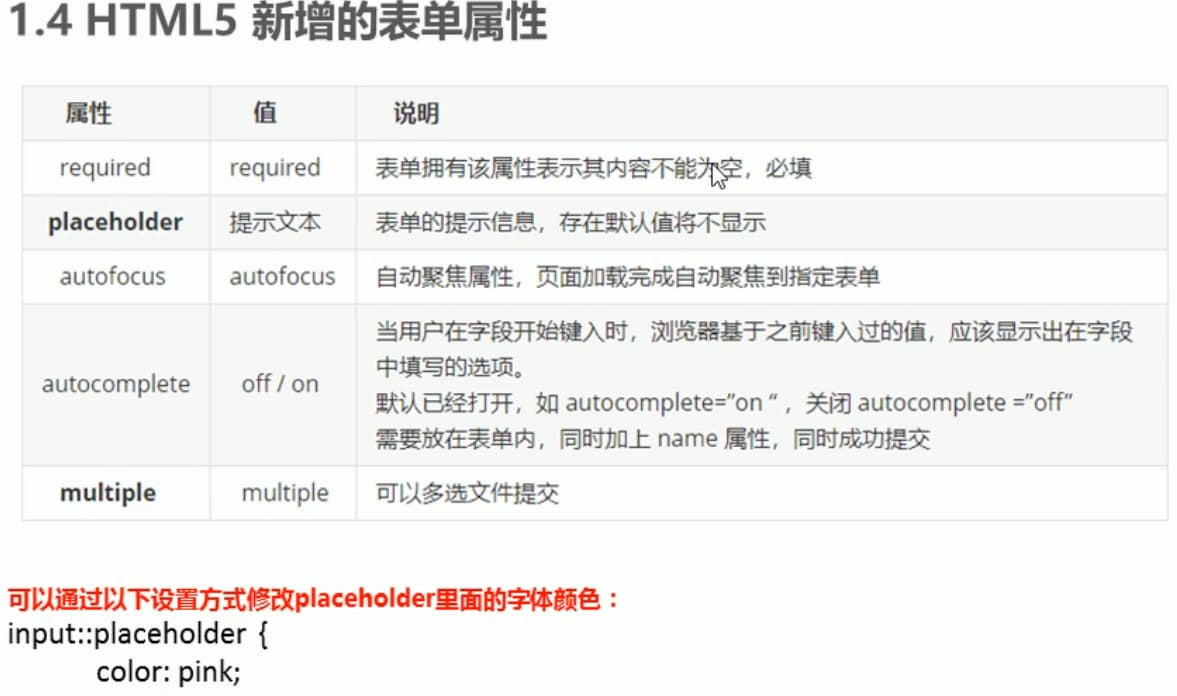 1.4 HTML5 新增的表单属性
属性 值 说明
required required 表单拥有该属性表示其内容不能为空，必填
placeholder 提示文本 表单的提示信息，存在默认值将不显示
autofocus autofocus 自动聚焦属性，页面加载完成自动聚焦到指定表单
autocomplete off / on 当用户在字段开始键入时，浏览器基于之前键入过的值，应该显示出在字段
中填写的选项。
默认已经打开，如 autocomplete=”on “ ，关闭 autocomplete =”off”
需要放在表单内，同时加上 name 属性，同时成功提交
multiple multiple 可以多选文件提交
可以通过以下设置方式修改placeholder里面的字体颜色：
input::placeholder {
color: pink;